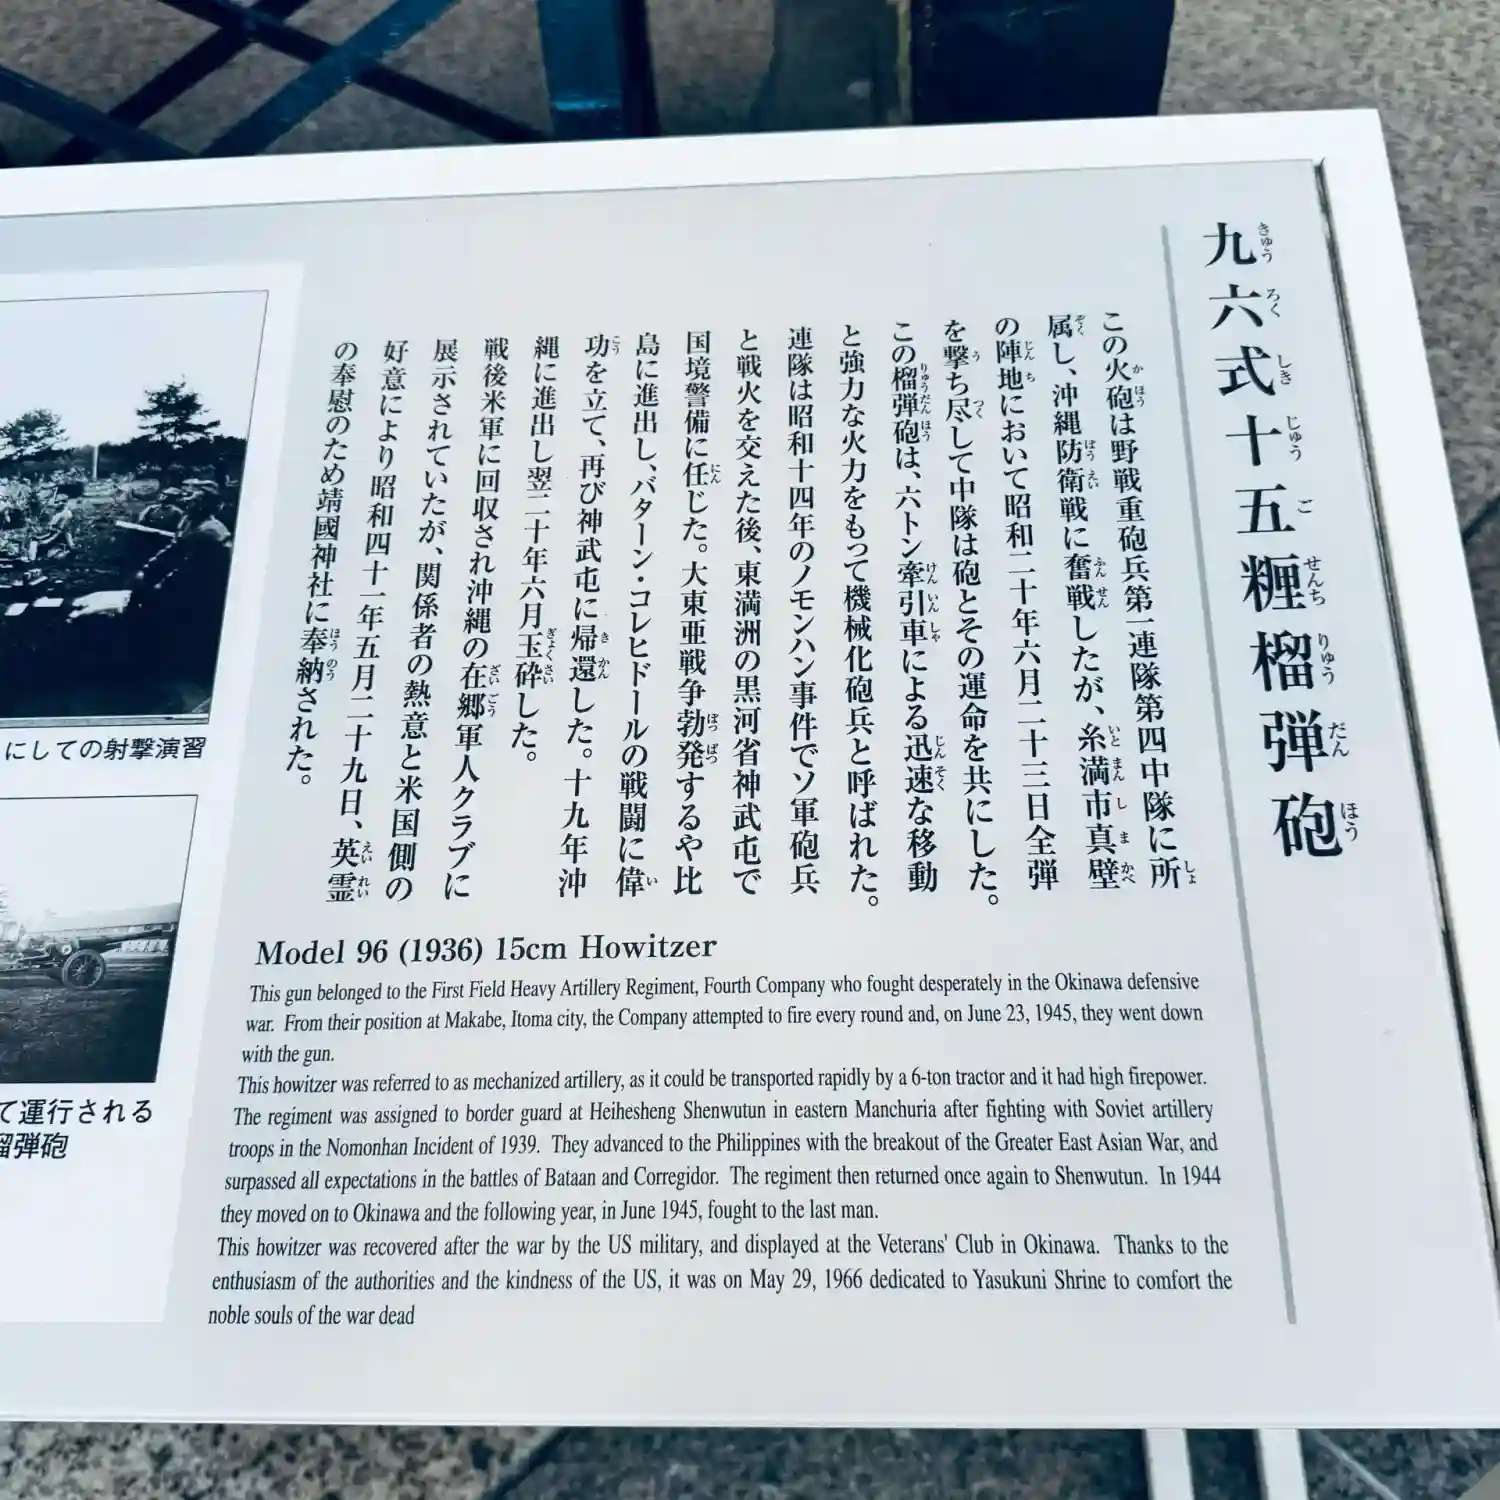 九六式十五糎榴弾砲
きゅうろくしきじゅうごせんちりゅうだんほう
この火砲は野戦重砲兵第一連隊第四中隊に所
属し、沖縄防衛戦に奮戦したが、糸満市真壁
の陣地において昭和二十年六月二十三日全弾
を撃ち尽して中隊は砲とその運命を共にした。
この榴弾砲は、六トン牽引車による迅速な移動
と強力な火力をもって機械化砲兵と呼ばれた。
連隊は昭和十四年のノモンハン事件でソ軍砲兵
と戦火を交えた後、東満洲の黒河省神武屯で
国境警備に任じた。大東亜戦争勃発するや比
島に進出し、バターン・コレヒドールの戦闘に偉
功を立て、再び神武屯に帰還した。十九年沖
縄に進出し翌二十年六月玉砕した。
戦後米軍に回収され沖縄の在郷軍人クラブに
展示されていたが、関係者の熱意と米国側の
好意により昭和四十一年五月二十九日、英霊
の奉慰のため靖國神社に奉納された。
にしての射撃演習
て運行される
榴弾砲
Model 96 (1936) 15cm Howitzer
This gun belonged to the First Field Heavy Artillery Regiment, Fourth Company who fought desperately in the Okinawa defensive
war. From their position at Makabe, Itoma city, the Company attempted to fire every round and, on June 23, 1945, they went down
with the gun.
This howitzer was referred to as mechanized artillery, as it could be transported rapidly by a 6-ton tractor and it had high firepower.
The regiment was assigned to border guard at Heihesheng Shenwutun in eastern Manchuria after fighting with Soviet artillery
troops in the Nomonhan Incident of 1939. They advanced to the Philippines with the breakout of the Greater East Asian War, and
surpassed all expectations in the battles of Bataan and Corregidor. The regiment then returned once again to Shenwutun. In 1944
they moved on to Okinawa and the following year, in June 1945, fought to the last man.
This howitzer was recovered after the war by the US military, and displayed at the Veterans' Club in Okinawa. Thanks to the
enthusiasm of the authorities and the kindness of the US, it was on May 29, 1966 dedicated to Yasukuni Shrine to comfort the
noble souls of the war dead